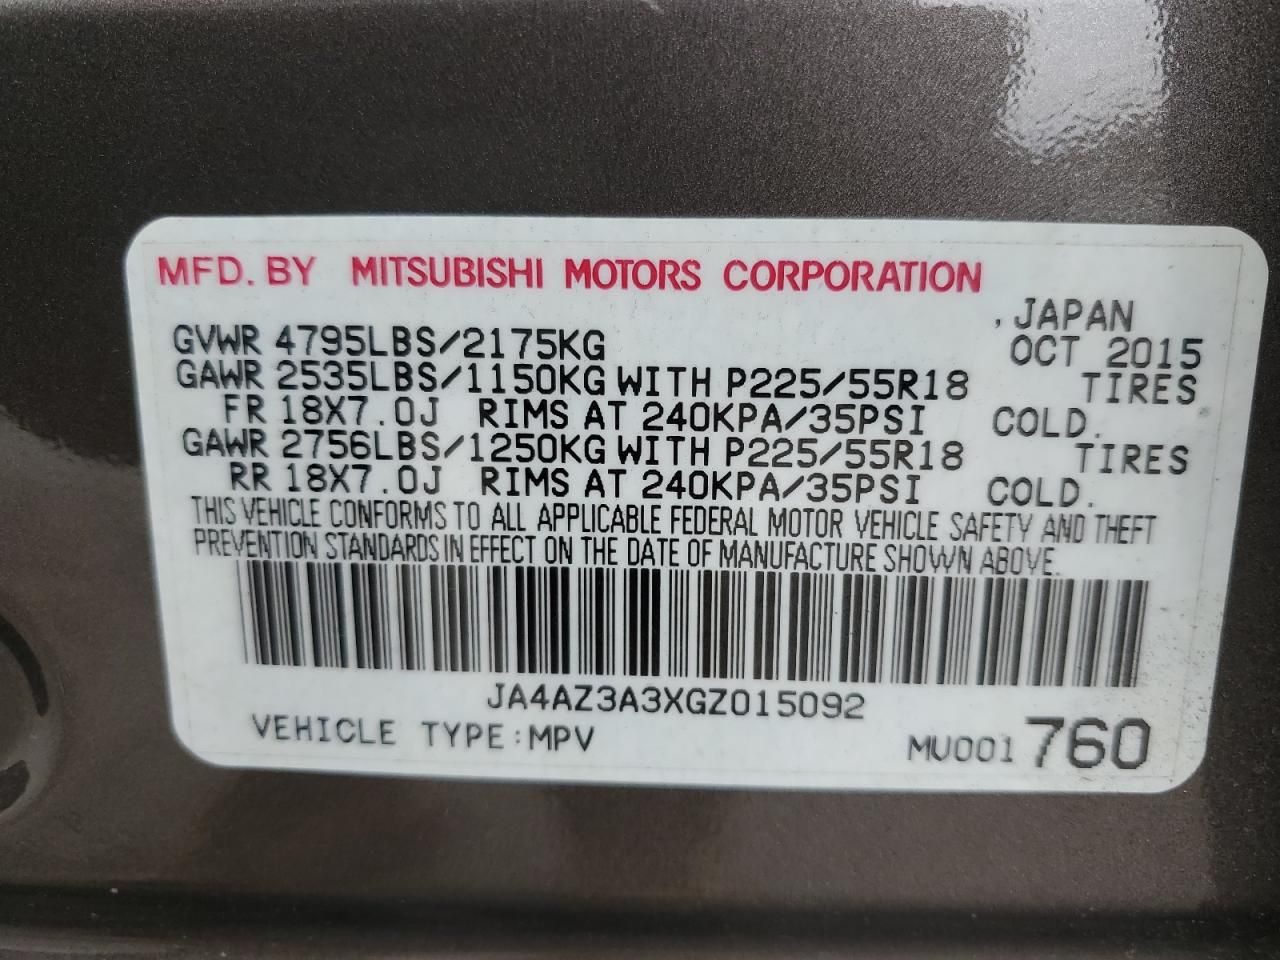 MFD. BY MITSUBISHI MOTORS CORPORATION
, JAPAN
GVWR 4795LBS/2175KG OCT 2015
GAWR 2535LBS/1150KG WITH P225/55R18 TIRES
FR 18X7.0J RIMS AT 240KPA/35PSI COLD.
GAWR 2756LBS/1250KG WITH P225/55R18 TIRES
RR 18X7.0J RIMS AT 240KPA/35PSI COLD.
THIS VEHICLE CONFORMS TO ALL APPLICABLE FEDERAL MOTOR VEHICLE SAFETY AND THEFT
PREVENTION STANDARDS IN EFFECT ON THE DATE OF MANUFACTURE SHOWN ABOVE.
JA4AZ3A3XGZ015092
VEHICLE TYPE:MPV MU001 760